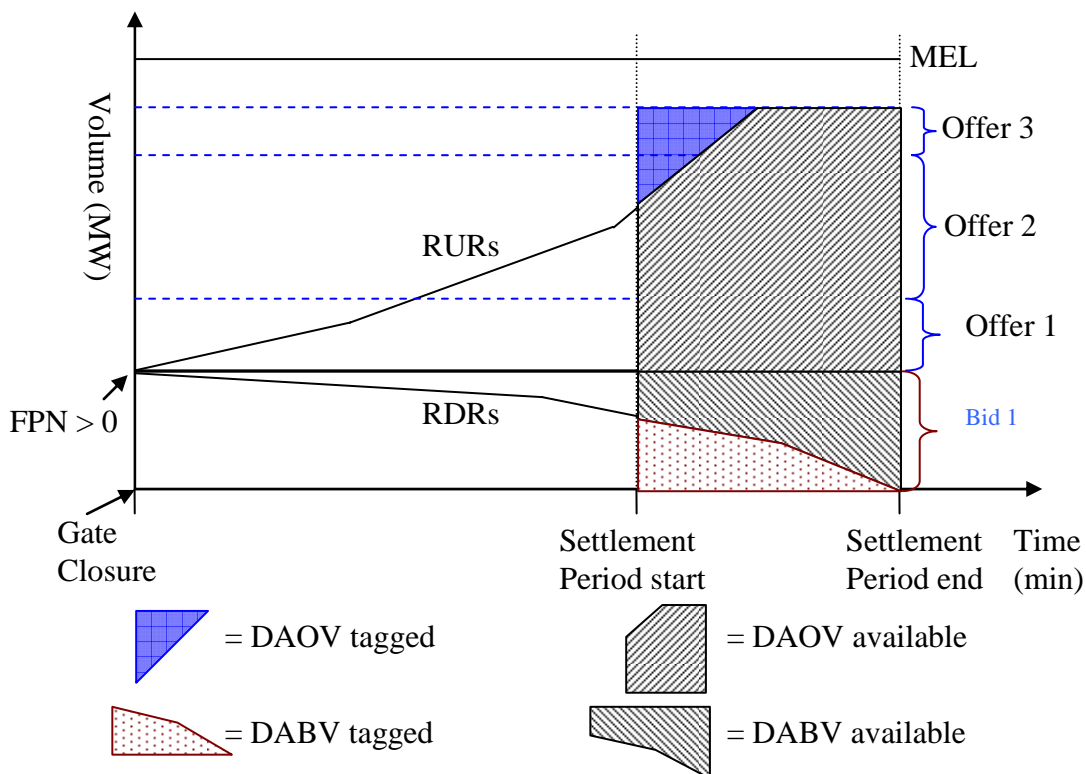 MEL
Volume (MW)
Offer 3
Offer 2
RURs
Offer 1
FPN > 0
RDRs
Bid 1
Gate
Closure
Settlement
Period start
Settlement
Period end
Time
(min)
= DAOV tagged
= DAOV available
= DABV tagged
= DABV available